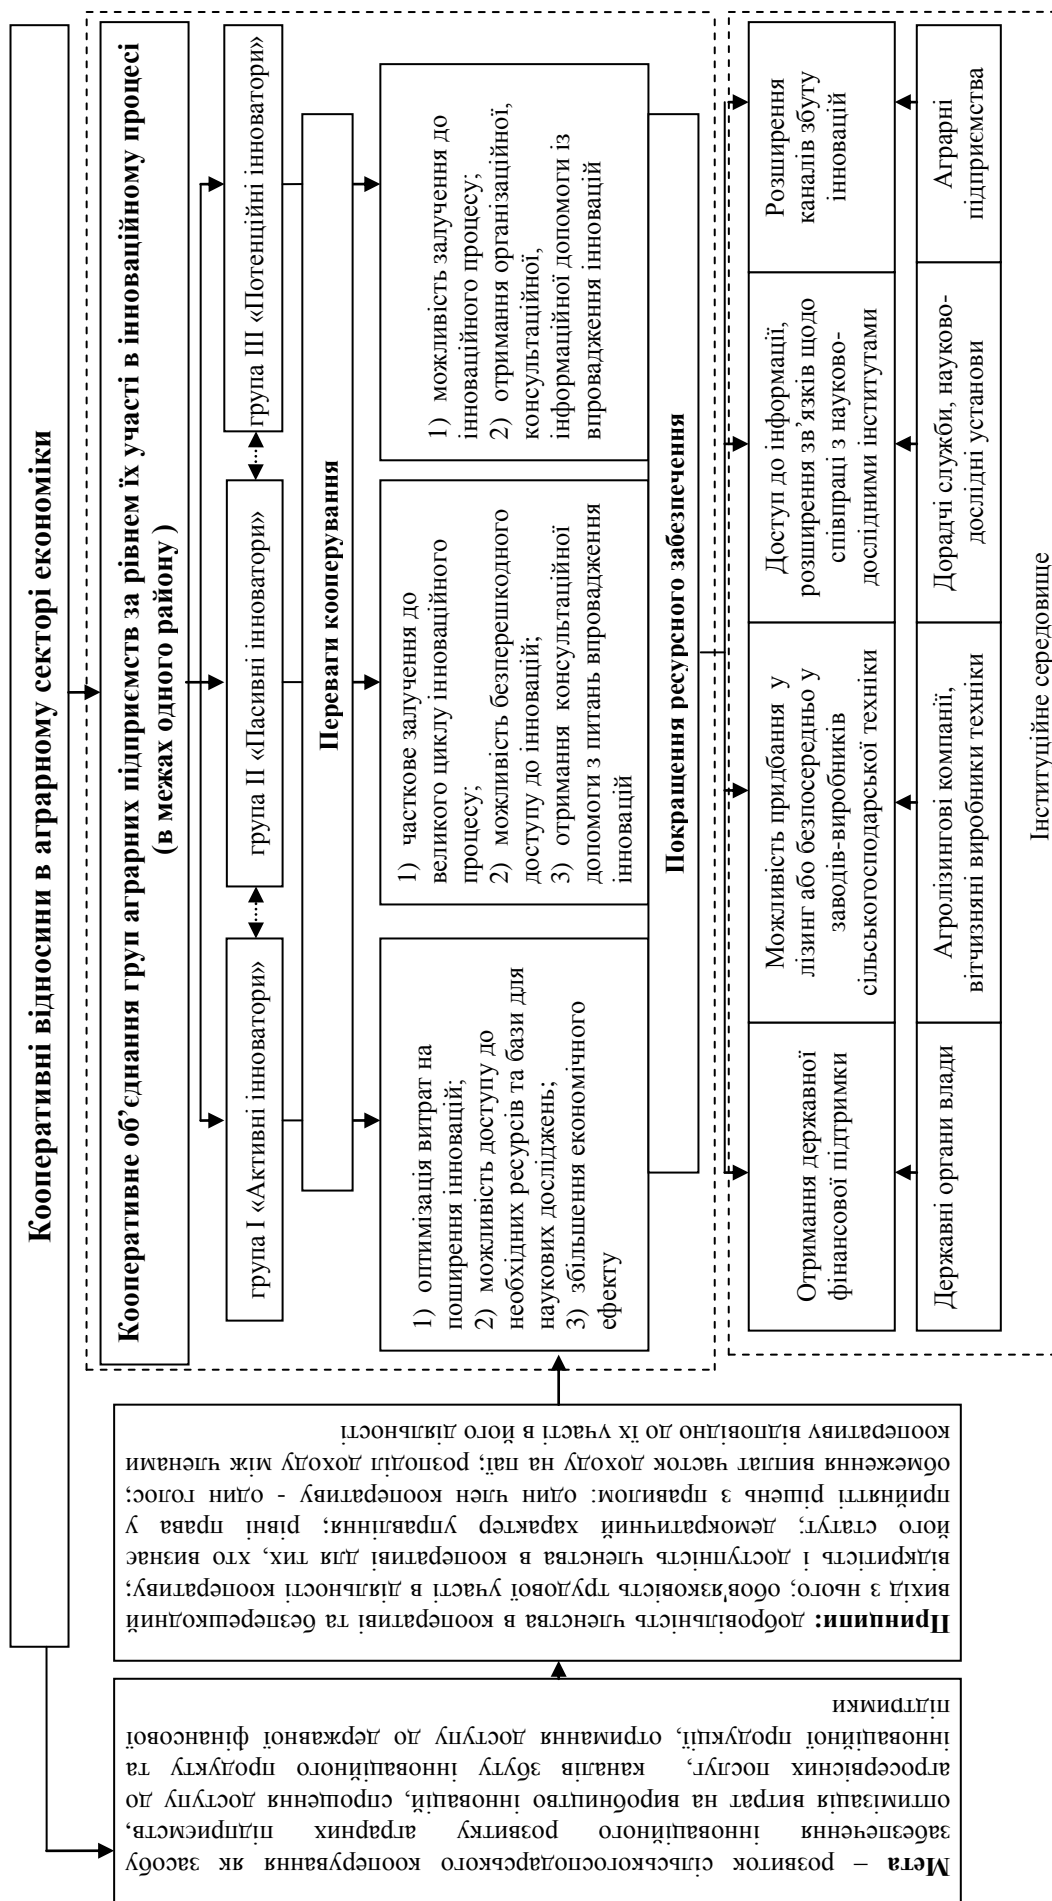 Кооперативні відносини в аграрному секторі економіки
Мета – розвиток сільськогосподарського кооперування як засобу
забезпечення інноваційного розвитку аграрних підприємств,
оптимізація витрат на виробництво інновацій, спрощення доступу до
агросервісних послуг, каналів збуту інноваційного продукту та
інноваційної продукції, отримання доступу до державної фінансової
підтримки
Принципи: добровільність членства в кооперативі та безперешкодний
вихід з нього; обов'язковість трудової участі в діяльності кооперативу;
відкритість і доступність членства в кооперативі для тих, хто визнає
його статут; демократичний характер управління; рівні права у
прийнятті рішень з правилом: один член кооперативу - один голос;
обмеження виплат часток доходу на паї; розподіл доходу між членами
кооперативу відповідно до їх участі в його діяльності
Кооперативне об’єднання груп аграрних підприємств за рівнем їх участі в інноваційному процесі
(в межах одного району )
група І «Активні інноватори»
група ІІ «Пасивні інноватори»
група ІІІ «Потенційні інноватори»
Переваги кооперування
1) оптимізація витрат на
поширення інновацій;
2) можливість доступу до
необхідних ресурсів та бази для
наукових досліджень;
3) збільшення економічного
ефекту
1) часткове залучення до
великого циклу інноваційного
процесу;
2) можливість безперешкодного
доступу до інновацій;
3) отримання консультаційної
допомоги з питань впровадження
інновацій
1) можливість залучення до
інноваційного процесу;
2) отримання організаційної,
консультаційної,
інформаційної допомоги із
впровадження інновацій
Покращення ресурсного забезпечення
Отримання державної
фінансової підтримки
Можливість придбання у
лізинг або безпосередньо у
заводів-виробників
сільськогосподарської техніки
Доступ до інформації,
розширення зв’язків щодо
співпраці з науково-
дослідними інститутами
Розширення
каналів збуту
інновацій
Державні органи влади
Агролізингові компанії,
вітчизняні виробники техніки
Дорадчі служби, науково-
дослідні установи
Аграрні
підприємства
Інституційне середовище